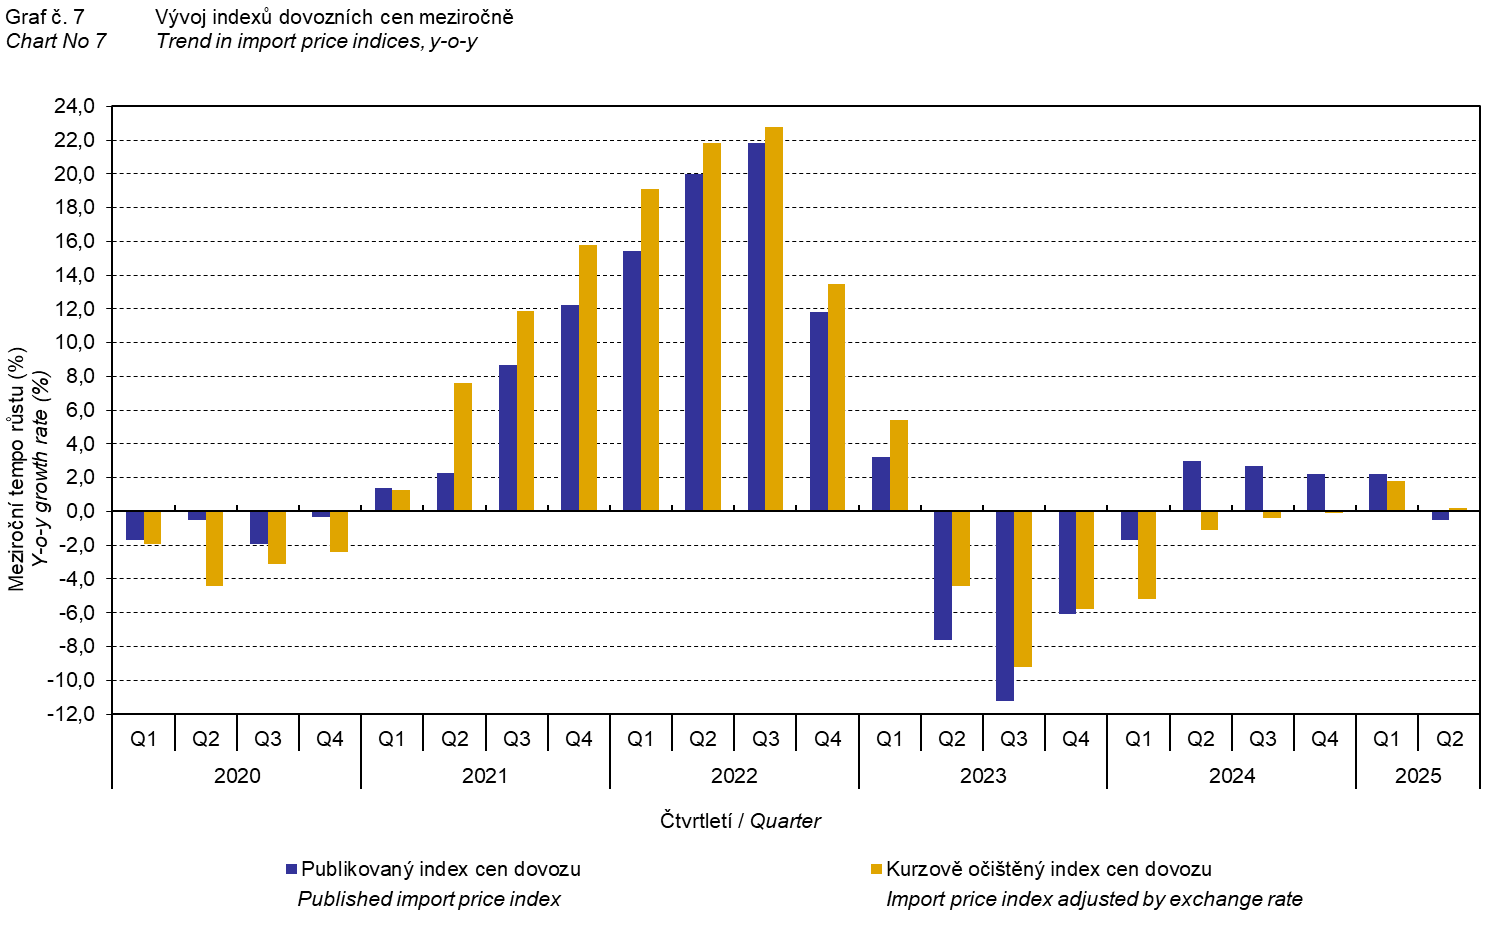 Graf č. 7 Vývoj indexů dovozních cen meziročně
Chart No 7 Trend in import price indices, y-o-y
Meziroční tempo růstu (%)
Y-o-y growth rate (%)
24,0
22,0
20,0
18,0
16,0
14,0
12,0
10,0
8,0
6,0
4,0
2,0
0,0
-2,0
-4,0
-6,0
-8,0
-10,0
-12,0
Q1 Q2 Q3 Q4 Q1 Q2 Q3 Q4 Q1 Q2 Q3 Q4 Q1 Q2 Q3 Q4 Q1 Q2 Q3 Q4 Q1 Q2
2020 2021 2022 2023 2024 2025
Čtvrtletí / Quarter
Publikovaný index cen dovozu Kurzově očištěný index cen dovozu
Published import price index Import price index adjusted by exchange rate